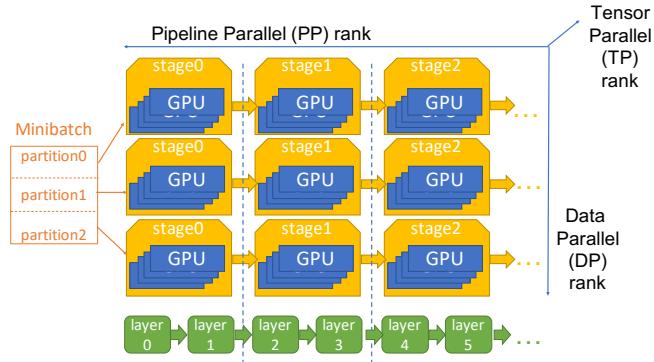 Pipeline Parallel (PP) rank
Tensor
Parallel
(TP)
rank
stage0
stage1
stage2
GPU
GPU
GPU
...
Minibatch
partition0
partition1
partition2
stage0
stage1
stage2
GPU
GPU
GPU
...
stage0
stage1
stage2
GPU
GPU
GPU
...
Data
Parallel
(DP)
rank
layer
0
layer
1
layer
2
layer
3
layer
4
layer
5
...